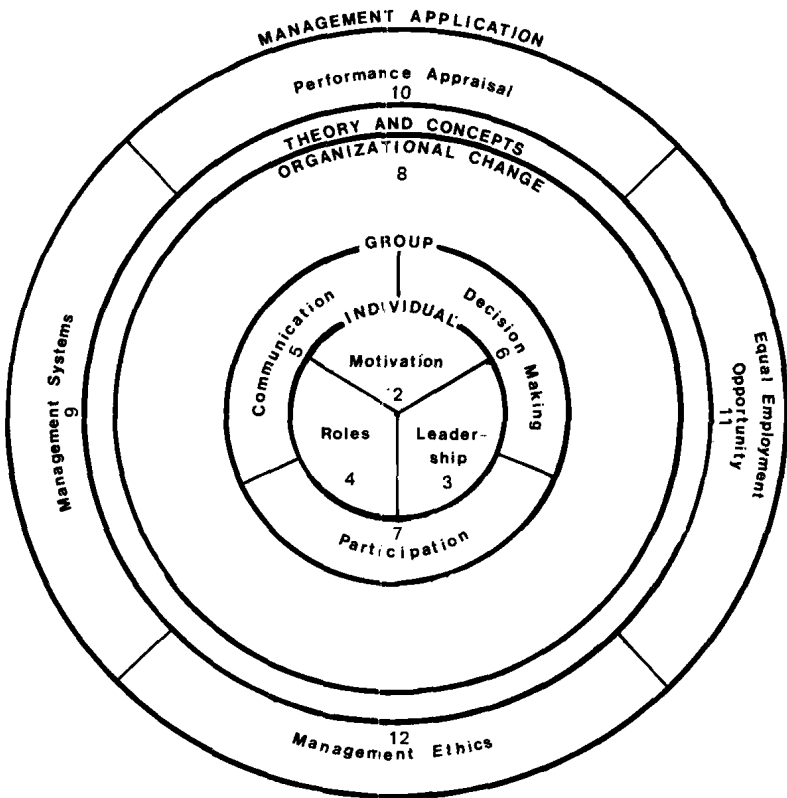 MANAGEMENT APPLICATION
Performance Appraisal
10
THEORY AND CONCEPTS
ORGANIZATIONAL CHANGE
8
GROUP
INDIVIDUAL
Communication
5
Decision Making
6
Motivation
2
Roles
4
Leader-
ship
3
7
Participation
Management Systems
9
Equal Employment
Opportunity
11
12
Management Ethics